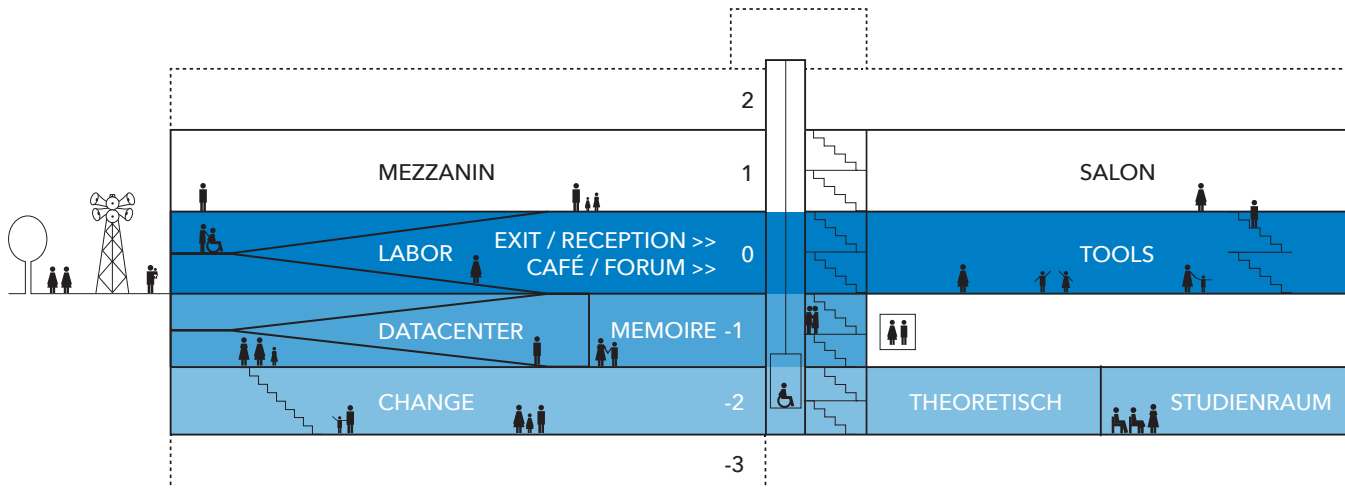 2
MEZZANIN
1
SALON
LABOR
EXIT / RECEPTION >>
CAFÉ / FORUM >>
0
TOOLS
DATACENTER
MEMOIRE
-1
CHANGE
-2
THEORETISCH
STUDIENRAUM
-3